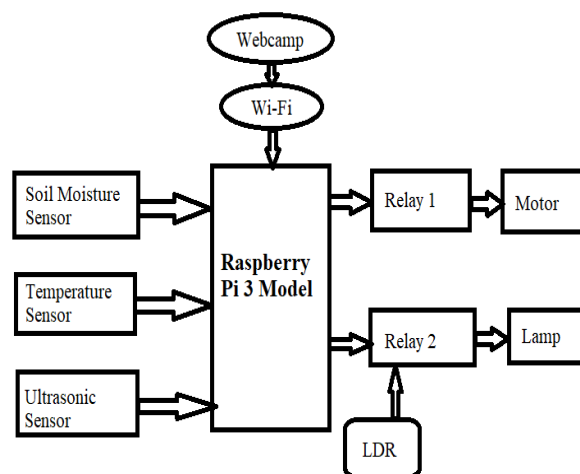 Webcamp
Wi-Fi
Soil Moisture
Sensor
Temperature
Sensor
Ultrasonic
Sensor
Raspberry
Pi 3 Model
Relay 1
Motor
Relay 2
Lamp
LDR